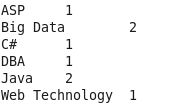 ASP 1
Big Data 2
C# 1
DBA 1
Java 2
Web Technology 1